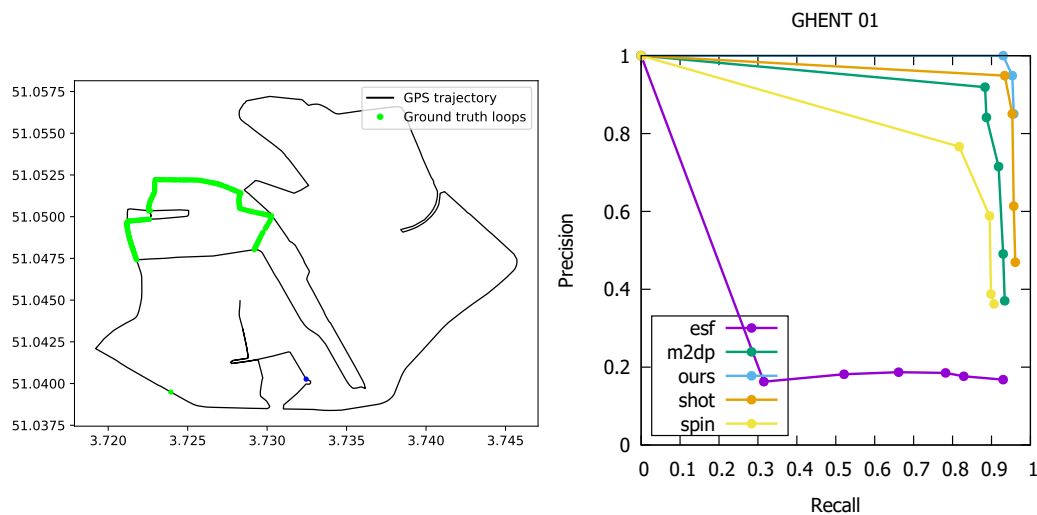 51.0575
51.0550
51.0525
51.0500
51.0475
51.0450
51.0425
51.0400
51.0375
3.720 3.725 3.730 3.735 3.740 3.745
GPS trajectory
Ground truth loops
GHENT 01
Precision
1
0.8
0.6
0.4
0.2
0
esf
m2dp
ours
shot
spin
0 0.1 0.2 0.3 0.4 0.5 0.6 0.7 0.8 0.9 1
Recall